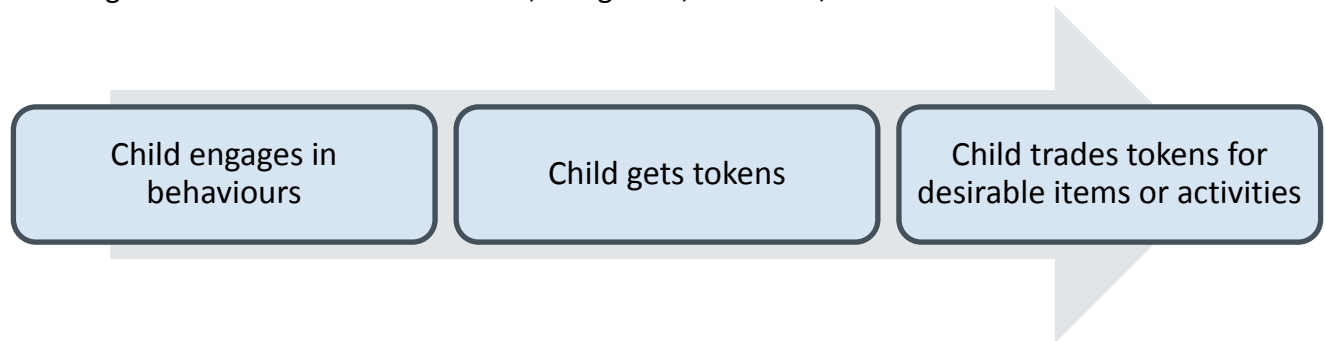 Child engages in
behaviours
Child gets tokens
Child trades tokens for
desirable items or activities